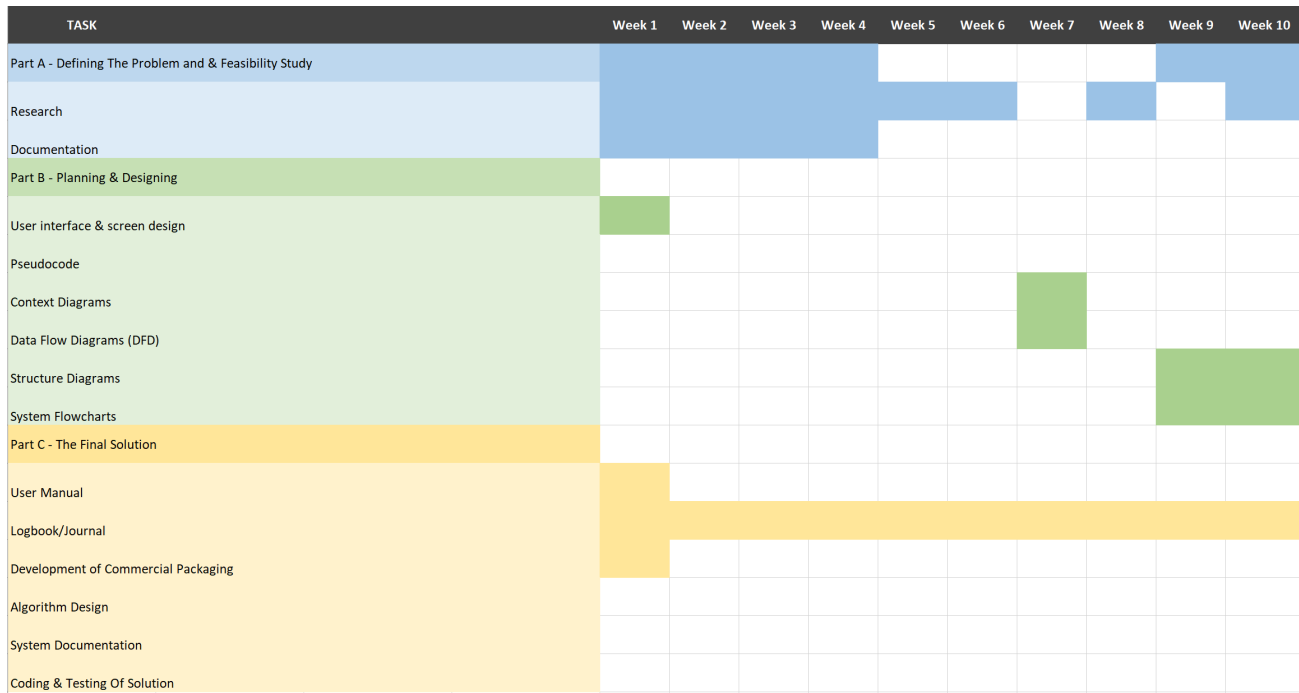 TASK Week 1 Week 2 Week 3 Week 4 Week 5 Week 6 Week 7 Week 8 Week 9 Week 10
Part A - Defining The Problem and & Feasibility Study
Research
Documentation
Part B - Planning & Designing
User interface & screen design
Pseudocode
Context Diagrams
Data Flow Diagrams (DFD)
Structure Diagrams
System Flowcharts
Part C - The Final Solution
User Manual
Logbook/Journal
Development of Commercial Packaging
Algorithm Design
System Documentation
Coding & Testing Of Solution